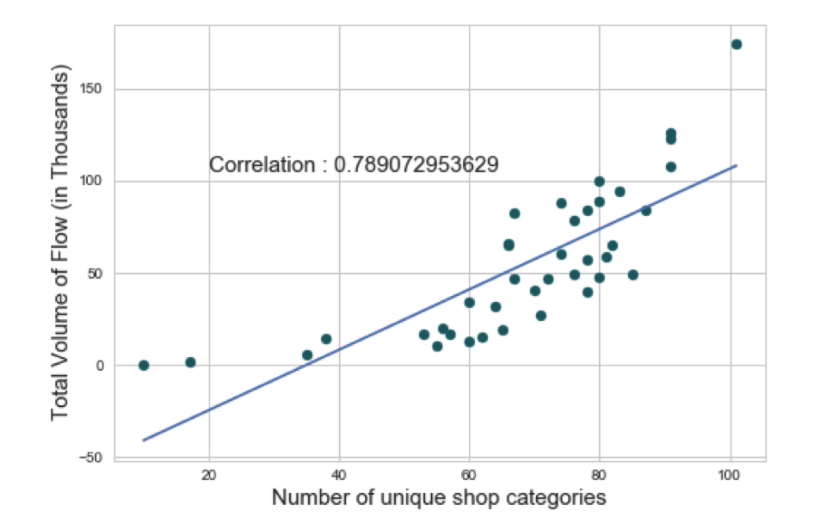 Total Volume of Flow (in Thousands)
150
100
50
0
−50
Correlation : 0.789072953629
20 40 60 80 100
Number of unique shop categories